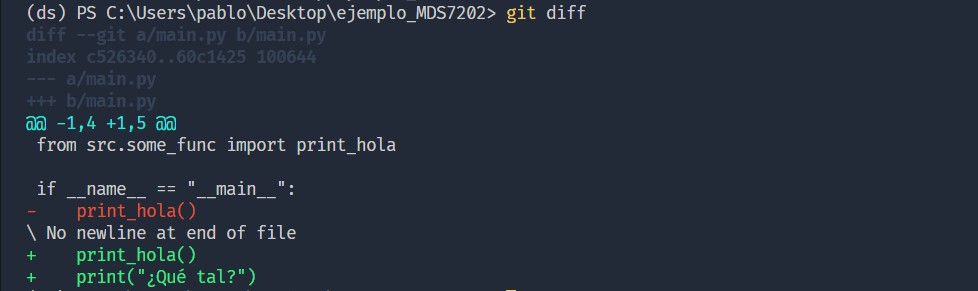 (ds) PS C:\Users\pablo\Desktop\ejemplo_MDS7202> git diff
diff --git a/main.py b/main.py
index c526340..60c1425 100644
--- a/main.py
+++ b/main.py
@@ -1,4 +1,5 @@
 from src.some_func import print_hola

 if __name__ == "__main__":
-    print_hola()
\ No newline at end of file
+    print_hola()
+    print("¿Qué tal?")